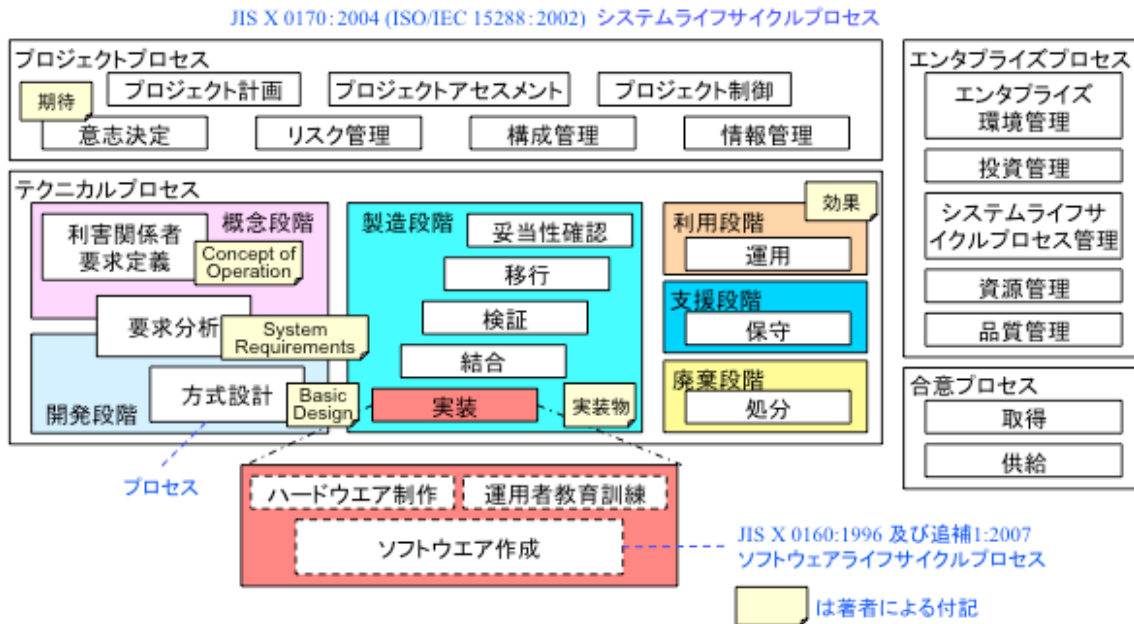 JIS X 0170:2004 (ISO/IEC 15288:2002) システムライフサイクルプロセス
プロジェクトプロセス
期待
プロジェクト計画
プロジェクトアセスメント
プロジェクト制御
意志決定
リスク管理
構成管理
情報管理
テクニカルプロセス
概念段階
利害関係者
要求定義
Concept of
Operation
要求分析
System
Requirements
開発段階
方式設計
Basic
Design
製造段階
妥当性確認
移行
検証
結合
実装
実装物
効果
利用段階
運用
支援段階
保守
廃棄段階
処分
エンタプライズプロセス
エンタプライズ
環境管理
投資管理
システムライフサ
イクルプロセス管理
資源管理
品質管理
合意プロセス
取得
供給
プロセス
ハードウエア制作
運用者教育訓練
ソフトウエア作成
JIS X 0160:1996 及び追補1:2007
ソフトウェアライフサイクルプロセス
は著者による付記